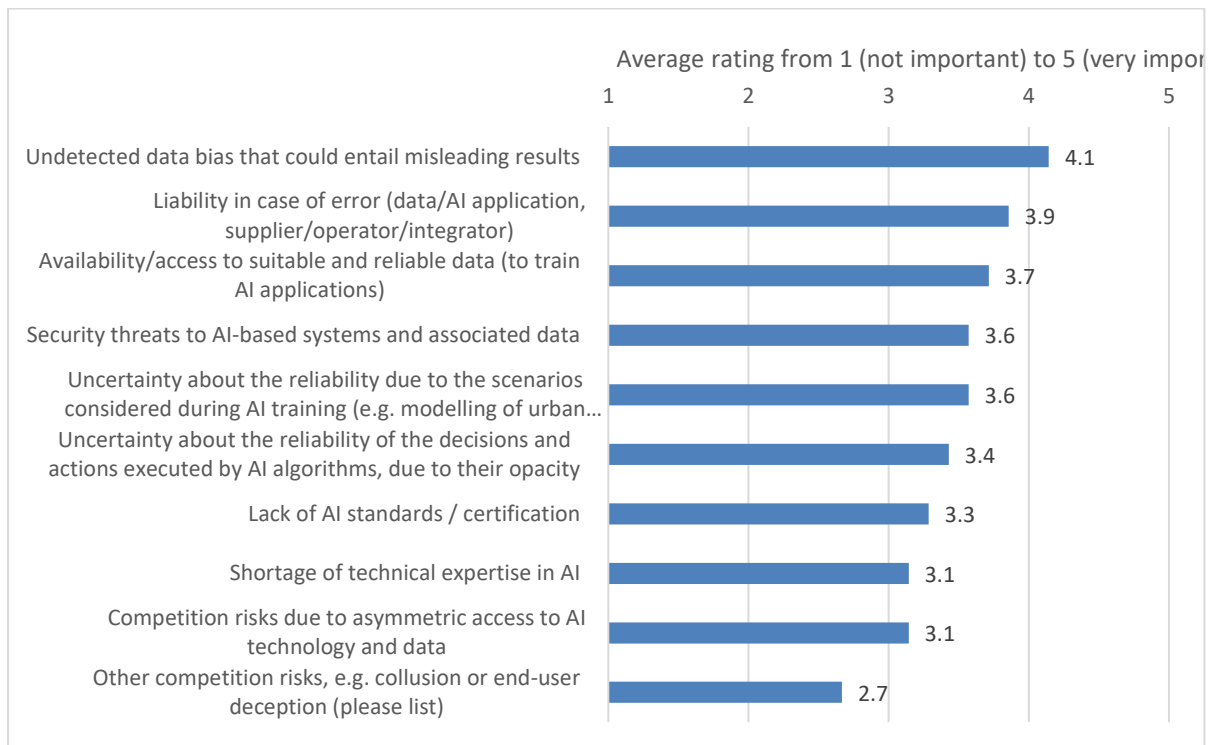 Average rating from 1 (not important) to 5 (very impor
1 2 3 4 5
Undetected data bias that could entail misleading results 4.1
Liability in case of error (data/AI application,
supplier/operator/integrator) 3.9
Availability/access to suitable and reliable data (to train
AI applications) 3.7
Security threats to AI-based systems and associated data 3.6
Uncertainty about the reliability due to the scenarios
considered during AI training (e.g. modelling of urban... 3.6
Uncertainty about the reliability of the decisions and
actions executed by AI algorithms, due to their opacity 3.4
Lack of AI standards / certification 3.3
Shortage of technical expertise in AI 3.1
Competition risks due to asymmetric access to AI
technology and data 3.1
Other competition risks, e.g. collusion or end-user
deception (please list) 2.7